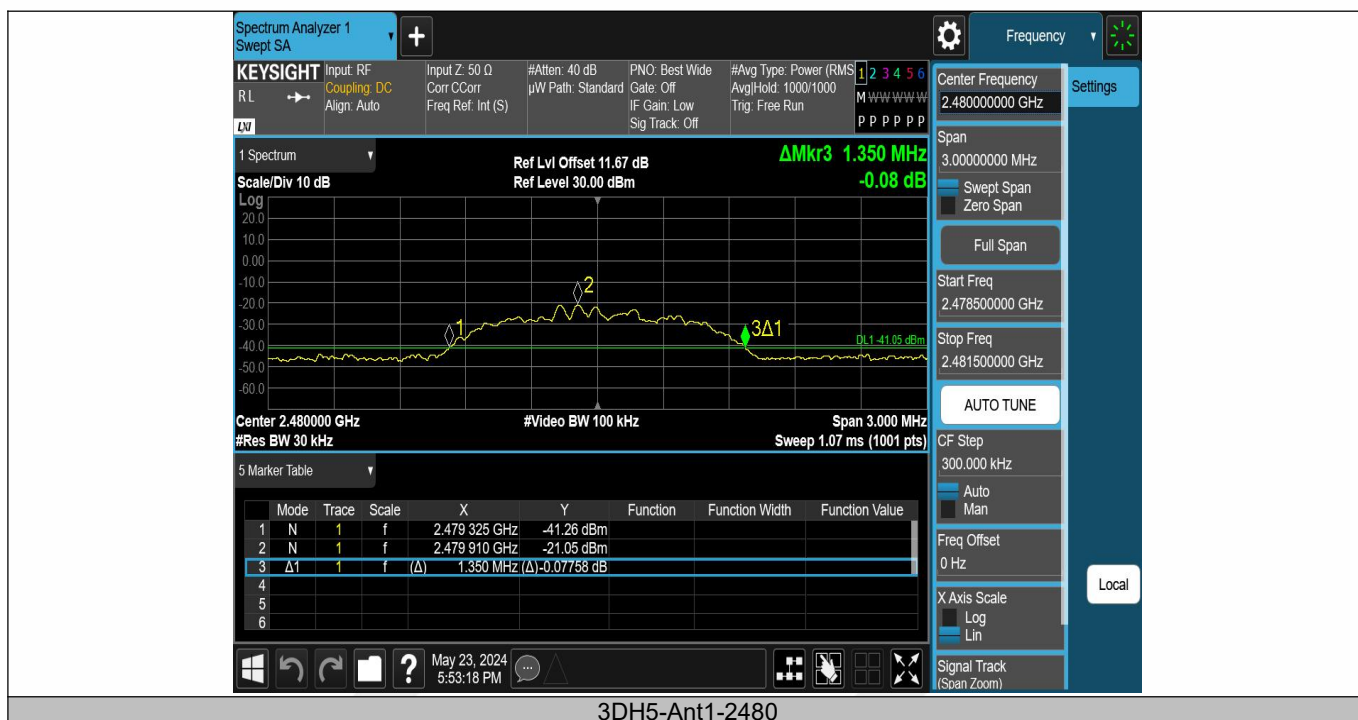 Spectrum Analyzer 1
Swept SA
+
Frequency
KEYSIGHT
RL
LXI
Input: RF
Coupling: DC
Align: Auto
Input Z: 50 Ω
Corr CCorr
Freq Ref: Int (S)
#Atten: 40 dB
µW Path: Standard
PNO: Best Wide
Gate: Off
IF Gain: Low
Sig Track: Off
#Avg Type: Power (RMS
Avg|Hold: 1000/1000
Trig: Free Run
1 2 3 4 5 6
M W W W W W
P P P P P P
1 Spectrum
Scale/Div 10 dB
Ref Lvl Offset 11.67 dB
Ref Level 30.00 dBm
ΔMkr3 1.350 MHz
-0.08 dB
Log
20.0
10.0
0.00
-10.0
-20.0
-30.0
-40.0
-50.0
-60.0
1
2
3Δ1
DL1 -41.05 dBm
Center 2.480000 GHz
#Video BW 100 kHz
Span 3.000 MHz
#Res BW 30 kHz
Sweep 1.07 ms (1001 pts)
5 Marker Table
Mode Trace Scale X Y Function Function Width Function Value
1 N 1 f 2.479 325 GHz -41.26 dBm
2 N 1 f 2.479 910 GHz -21.05 dBm
3 Δ1 1 f (Δ) 1.350 MHz (Δ) -0.07758 dB
4
5
6
?
May 23, 2024
5:53:18 PM
Center Frequency
2.480000000 GHz
Settings
Span
3.00000000 MHz
Swept Span
Zero Span
Full Span
Start Freq
2.478500000 GHz
Stop Freq
2.481500000 GHz
AUTO TUNE
CF Step
300.000 kHz
Auto
Man
Freq Offset
0 Hz
X Axis Scale
Log
Lin
Local
Signal Track
(Span Zoom)
3DH5-Ant1-2480